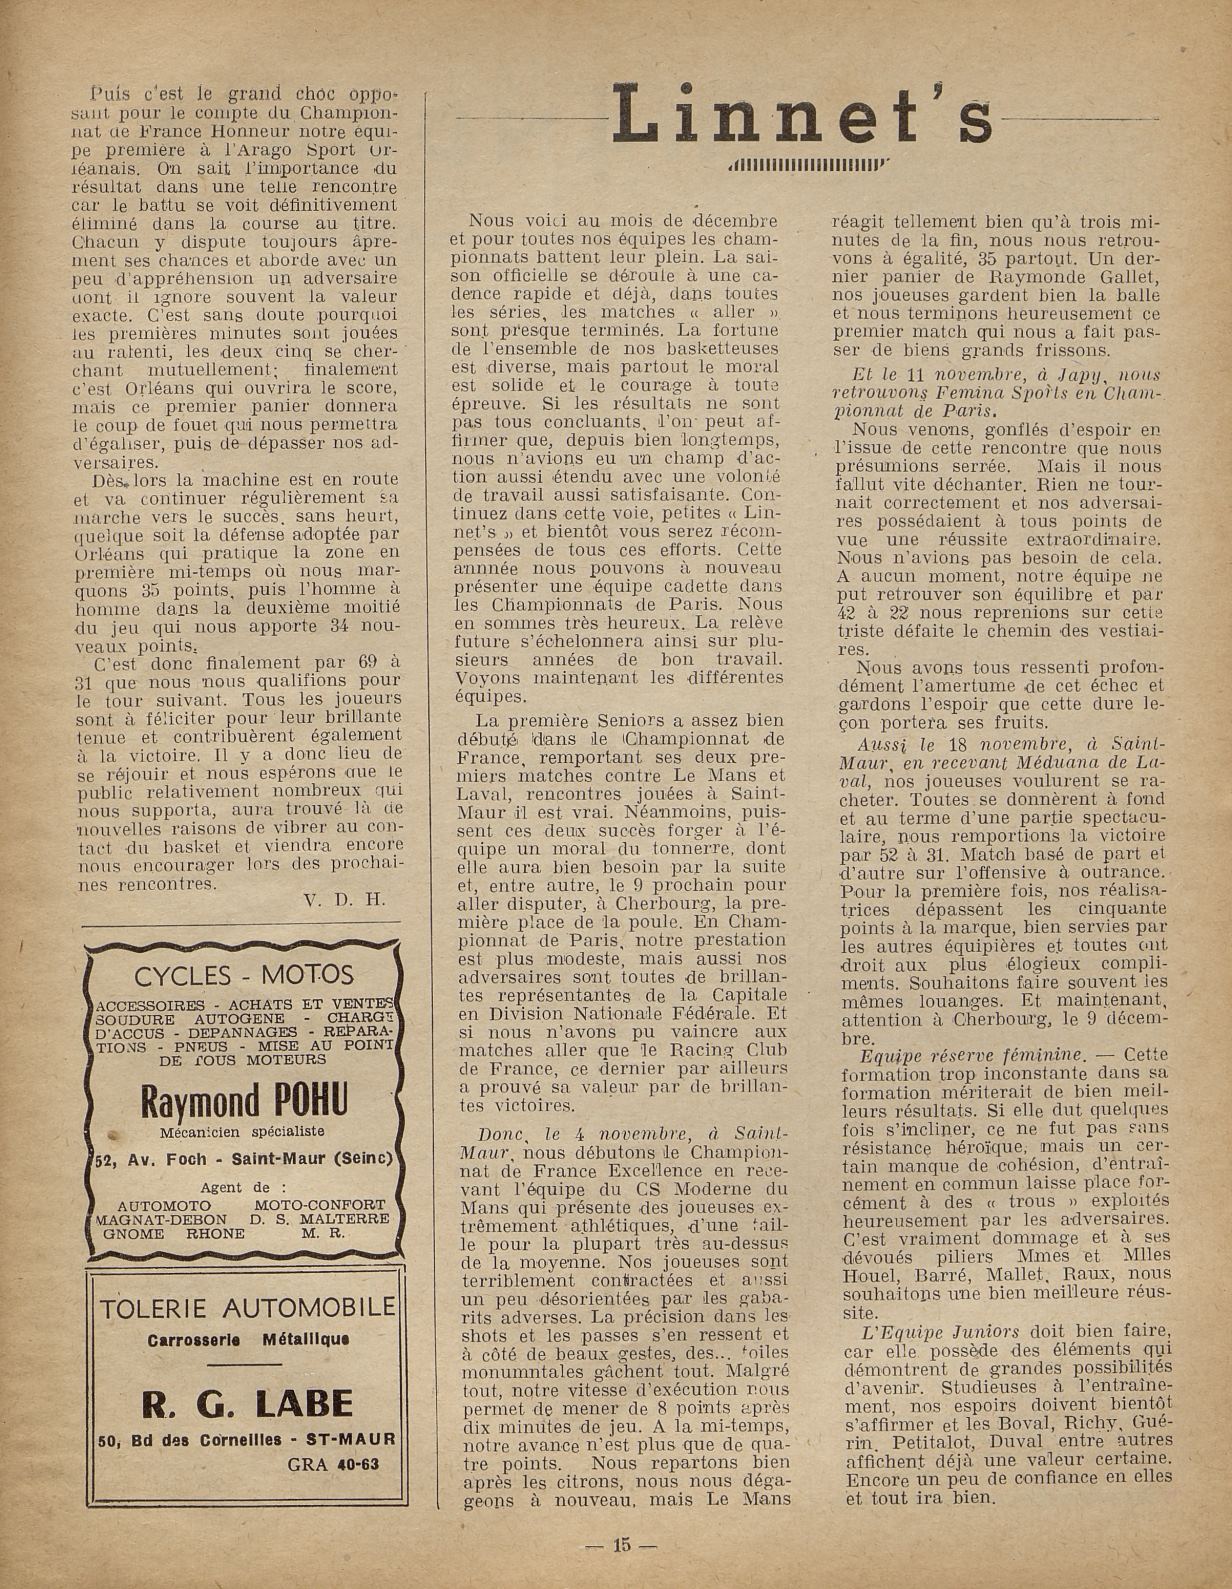 Puis c'est le grand choc oppo-
sant pour le compte du Champion-
nat de France Honneur notre équi-
pe première à l'Arago Sport Or-
léanais. On sait l'importance du
résultat dans une telle rencontre
car le battu se voit définitivement
éliminé dans la course au titre.
Chacun y dispute toujours âpre-
ment ses chances et aborde avec un
peu d'appréhension un adversaire
dont il ignore souvent la valeur
exacte. C'est sans doute pourquoi
les premières minutes sont jouées
au ralenti, les deux cinq se cher-
chant mutuellement; finalement
c'est Orléans qui ouvrira le score,
mais ce premier panier donnera
le coup de fouet qui nous permettra
d'égaliser, puis de dépasser nos ad-
versaires.
Dès lors la machine est en route
et va continuer régulièrement sa
marche vers le succès, sans heurt,
quelque soit la défense adoptée par
Orléans qui pratique la zone en
première mi-temps où nous mar-
quons 35 points, puis l'homme à
homme dans la deuxième moitié
du jeu qui nous apporte 34 nou-
veaux points.
C'est donc finalement par 69 à
31 que nous nous qualifions pour
le tour suivant. Tous les joueurs
sont à féliciter pour leur brillante
tenue et contribuèrent également
à la victoire. Il y a donc lieu de
se réjouir et nous espérons que le
public relativement nombreux qui
nous supporta, aura trouvé là de
nouvelles raisons de vibrer au con-
tact du basket et viendra encore
nous encourager lors des prochai-
nes rencontres.
V. D. H.
CYCLES - MOTOS
ACCESSOIRES - ACHATS ET VENTES
SOUDURE AUTOGENE - CHARGE
D'ACCUS - DEPANNAGES - REPARA-
TIONS - PNEUS - MISE AU POINT
DE TOUS MOTEURS
Raymond POHU
Mécanicien spécialiste
52, Av. Foch - Saint-Maur (Seine)
Agent de :
AUTOMOTO MOTO-CONFORT
MAGNAT-DEBON D. S. MALTERRE
GNOME RHONE M. R.
TOLERIE AUTOMOBILE
Carrosserie Métallique
R. G. LABE
50, Bd des Corneilles - ST-MAUR
GRA 40-63
Linnet's
Nous voici au mois de décembre
et pour toutes nos équipes les cham-
pionnats battent leur plein. La sai-
son officielle se déroule à une ca-
dence rapide et déjà, dans toutes
les séries, les matches « aller »
sont presque terminés. La fortune
de l'ensemble de nos basketteuses
est diverse, mais partout le moral
est solide et le courage à toute
épreuve. Si les résultats ne sont
pas tous concluants, l'on peut af-
firmer que, depuis bien longtemps,
nous n'avions eu un champ d'ac-
tion aussi étendu avec une volonté
de travail aussi satisfaisante. Con-
tinuez dans cette voie, petites « Lin-
net's » et bientôt vous serez récom-
pensées de tous ces efforts. Cette
année nous pouvons à nouveau
présenter une équipe cadette dans
les Championnats de Paris. Nous
en sommes très heureux. La relève
future s'échelonnera ainsi sur plu-
sieurs années de bon travail.
Voyons maintenant les différentes
équipes.
La première Seniors a assez bien
débuté dans le Championnat de
France, remportant ses deux pre-
miers matches contre Le Mans et
Laval, rencontres jouées à Saint-
Maur il est vrai. Néanmoins, puis-
sent ces deux succès forger à l'é-
quipe un moral du tonnerre, dont
elle aura bien besoin par la suite
et, entre autre, le 9 prochain pour
aller disputer, à Cherbourg, la pre-
mière place de la poule. En Cham-
pionnat de Paris, notre prestation
est plus modeste, mais aussi nos
adversaires sont toutes de brillan-
tes représentantes de la Capitale
en Division Nationale Fédérale. Et
si nous n'avons pu vaincre aux
matches aller que le Racing Club
de France, ce dernier par ailleurs
a prouvé sa valeur par de brillan-
tes victoires.
Donc, le 4 novembre, à Saint-
Maur, nous débutons le Champion-
nat de France Excellence en rece-
vant l'équipe du CS Moderne du
Mans qui présente des joueuses ex-
trêmement athlétiques, d'une tail-
le pour la plupart très au-dessus
de la moyenne. Nos joueuses sont
terriblement contractées et aussi
un peu désorientées par les gaba-
rits adverses. La précision dans les
shots et les passes s'en ressent et
à côté de beaux gestes, des... toiles
monumntales gâchent tout. Malgré
tout, notre vitesse d'exécution nous
permet de mener de 8 points après
dix minutes de jeu. A la mi-temps,
notre avance n'est plus que de qua-
tre points. Nous repartons bien
après les citrons, nous nous déga-
geons à nouveau, mais Le Mans
réagit tellement bien qu'à trois mi-
nutes de la fin, nous nous retrou-
vons à égalité, 35 partout. Un der-
nier panier de Raymonde Gallet,
nos joueuses gardent bien la balle
et nous terminons heureusement ce
premier match qui nous a fait pas-
ser de biens grands frissons.
Et le 11 novembre, à Japy, nous
retrouvons Femina Sports en Cham-
pionnat de Paris.
Nous venons, gonflés d'espoir en
l'issue de cette rencontre que nous
présumions serrée. Mais il nous
fallut vite déchanter. Rien ne tour-
nait correctement et nos adversai-
res possédaient à tous points de
vue une réussite extraordinaire.
Nous n'avions pas besoin de cela.
A aucun moment, notre équipe ne
put retrouver son équilibre et par
42 à 22 nous reprenions sur cette
triste défaite le chemin des vestiai-
res.
Nous avons tous ressenti profon-
dément l'amertume de cet échec et
gardons l'espoir que cette dure le-
çon portera ses fruits.
Aussi le 18 novembre, à Saint-
Maur, en recevant Méduana de La-
val, nos joueuses voulurent se ra-
cheter. Toutes se donnèrent à fond
et au terme d'une partie spectacu-
laire, nous remportions la victoire
par 52 à 31. Match basé de part et
d'autre sur l'offensive à outrance.
Pour la première fois, nos réalisa-
trices dépassent les cinquante
points à la marque, bien servies par
les autres équipières et toutes ont
droit aux plus élogieux compli-
ments. Souhaitons faire souvent les
mêmes louanges. Et maintenant,
attention à Cherbourg, le 9 décem-
bre.
Equipe réserve féminine. — Cette
formation trop inconstante dans sa
formation mériterait de bien meil-
leurs résultats. Si elle dut quelques
fois s'incliner, ce ne fut pas sans
résistance héroïque, mais un cer-
tain manque de cohésion, d'entraî-
nement en commun laisse place for-
cément à des « trous » exploités
heureusement par les adversaires.
C'est vraiment dommage et à ses
dévoués piliers Mmes et Mlles
Houel, Barré, Mallet, Raux, nous
souhaitons une bien meilleure réus-
site.
L'Equipe Juniors doit bien faire,
car elle possède des éléments qui
démontrent de grandes possibilités
d'avenir. Studieuses à l'entraîne-
ment, nos espoirs doivent bientôt
s'affirmer et les Boval, Richy, Gué-
rin, Petitalot, Duval entre autres
affichent déjà une valeur certaine.
Encore un peu de confiance en elles
et tout ira bien.
— 15 —